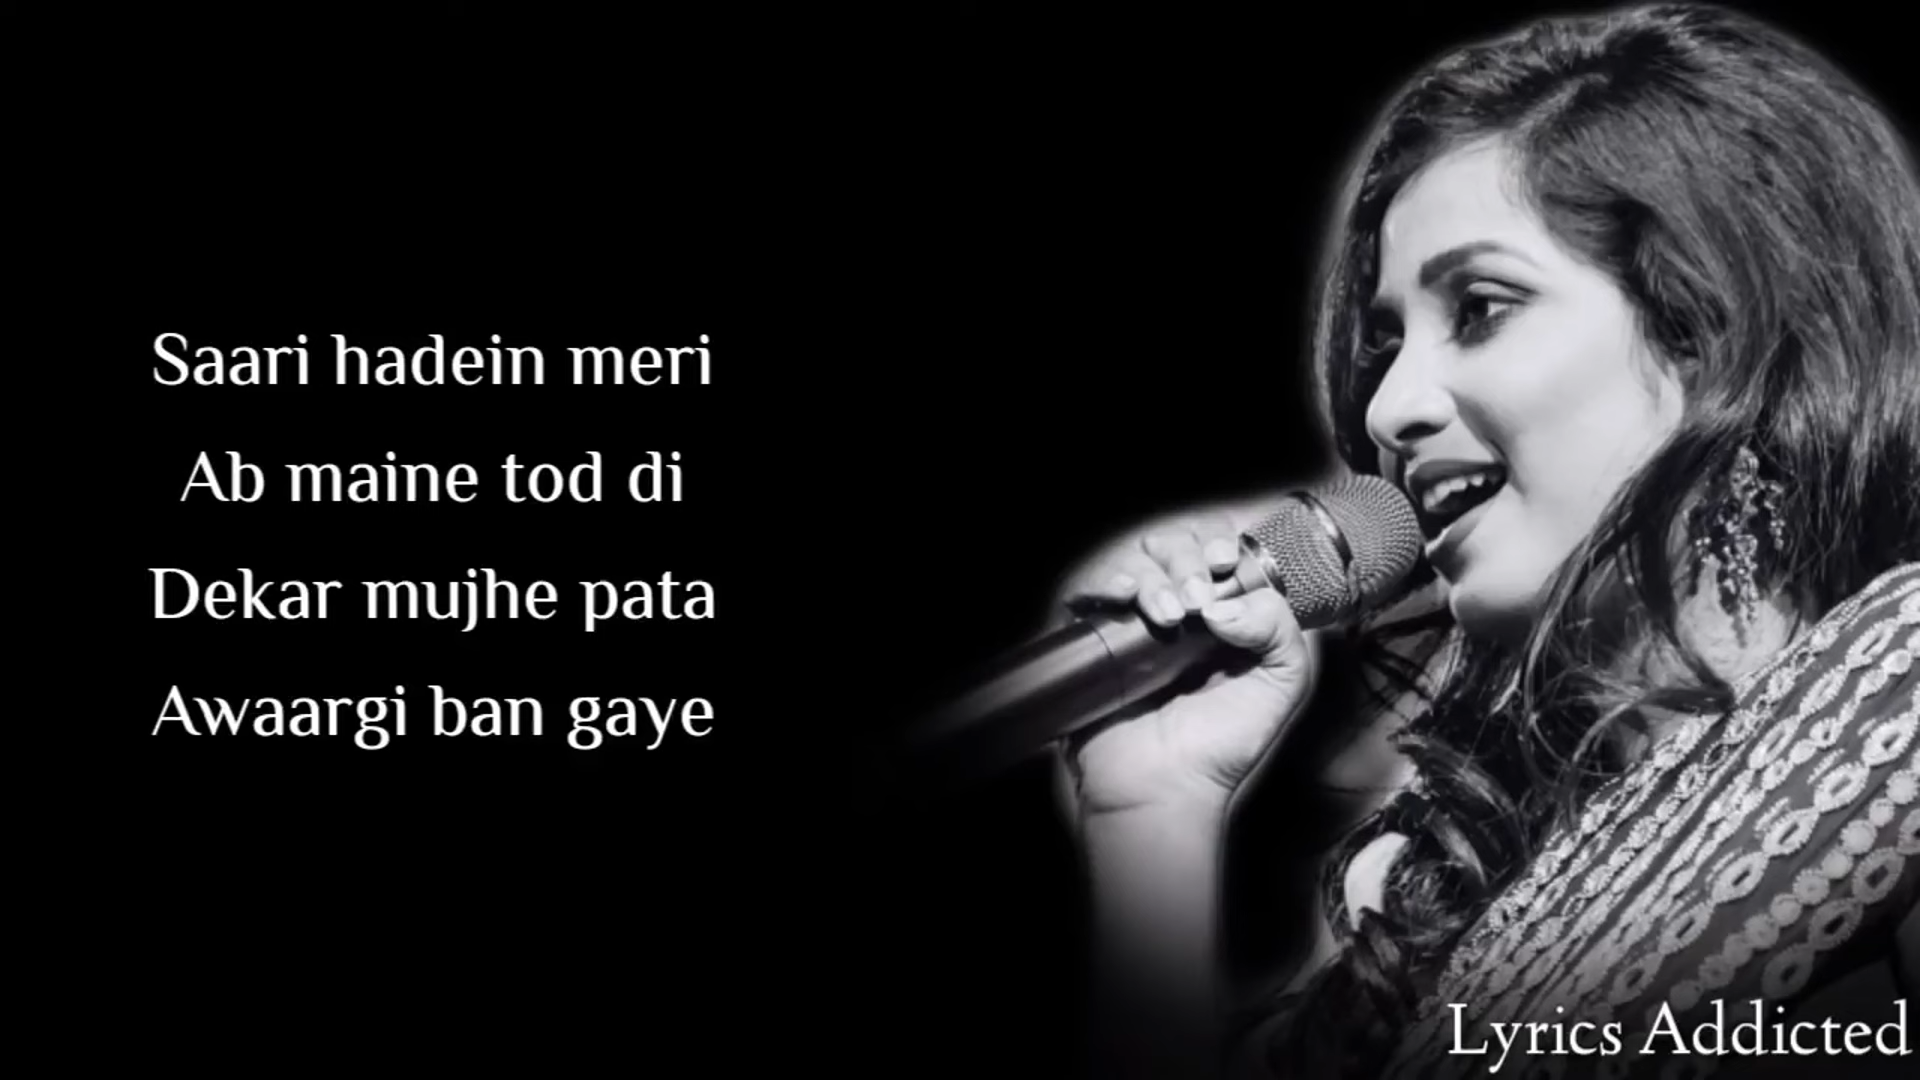 Saari hadein meri
Ab maine tod di
Dekar mujhe pata
Awaargi ban gaye
Lyrics Addicted